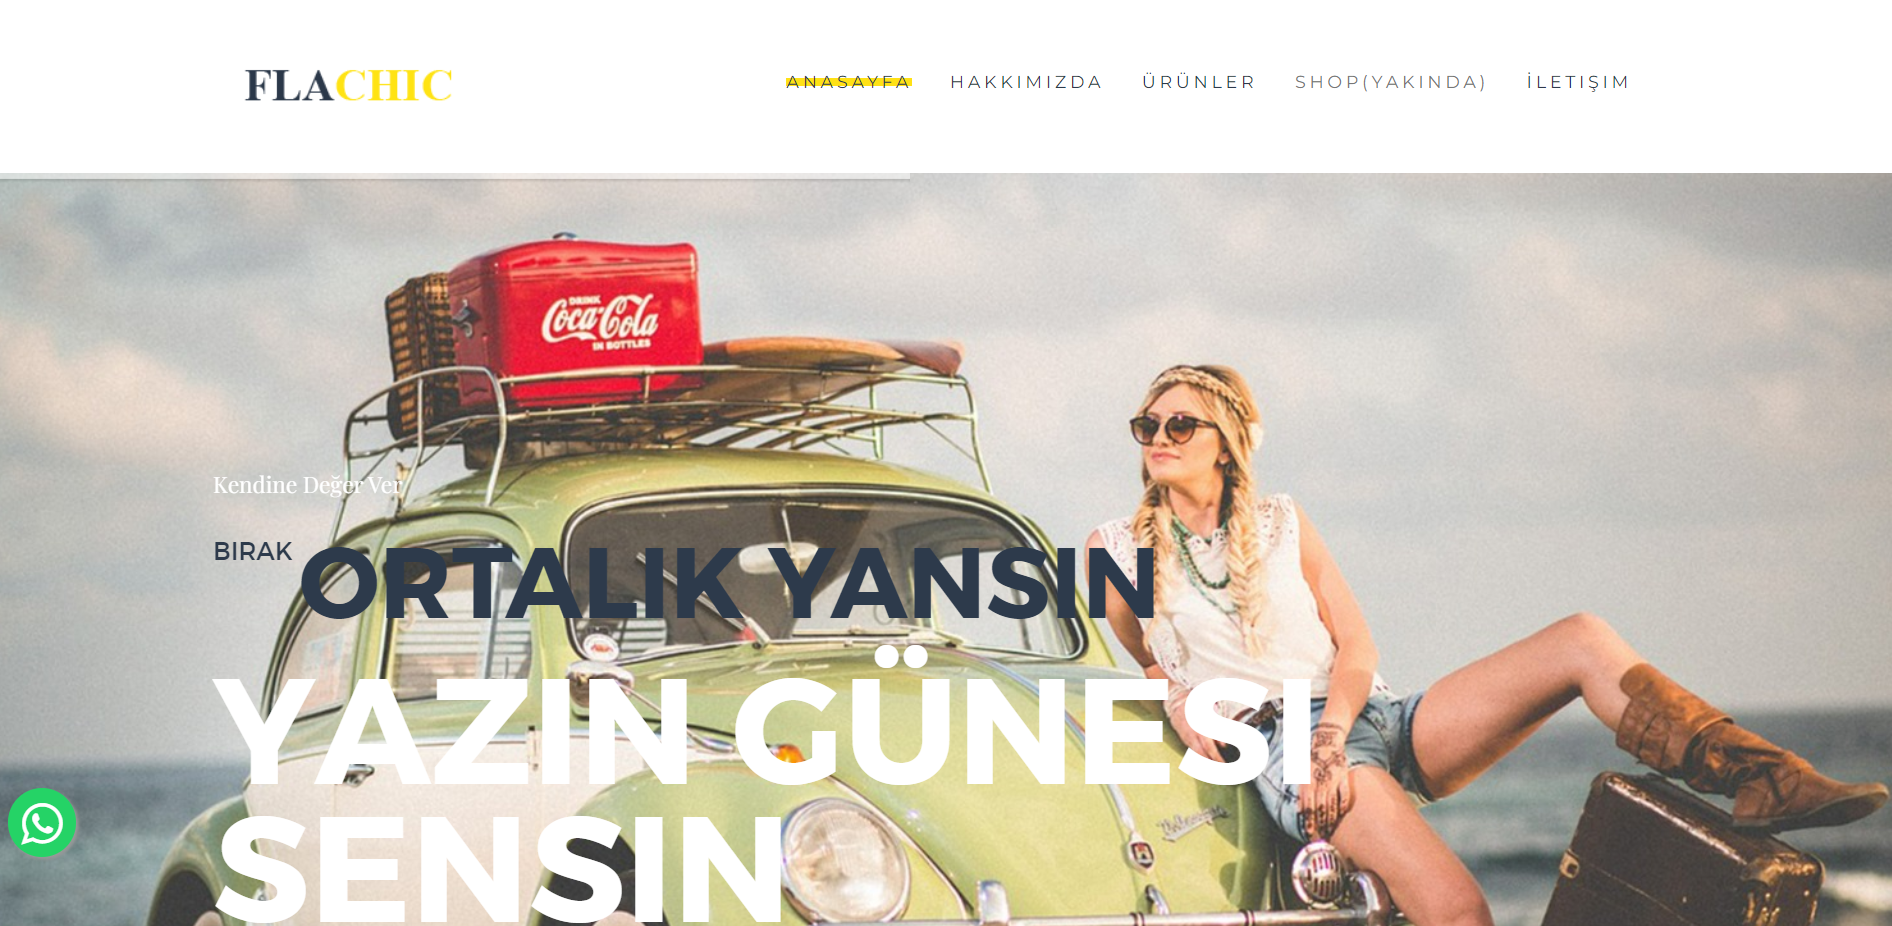 FLACHIC
ANASAYFA HAKKIMIZDA ÜRÜNLER SHOP(YAKINDA) İLETIŞIM
DRINK
Coca-Cola
IN BOTTLES
Kendine Değer Ver
BIRAK ORTALIK YANSIN
YAZIN GÜNESI
SENSIN